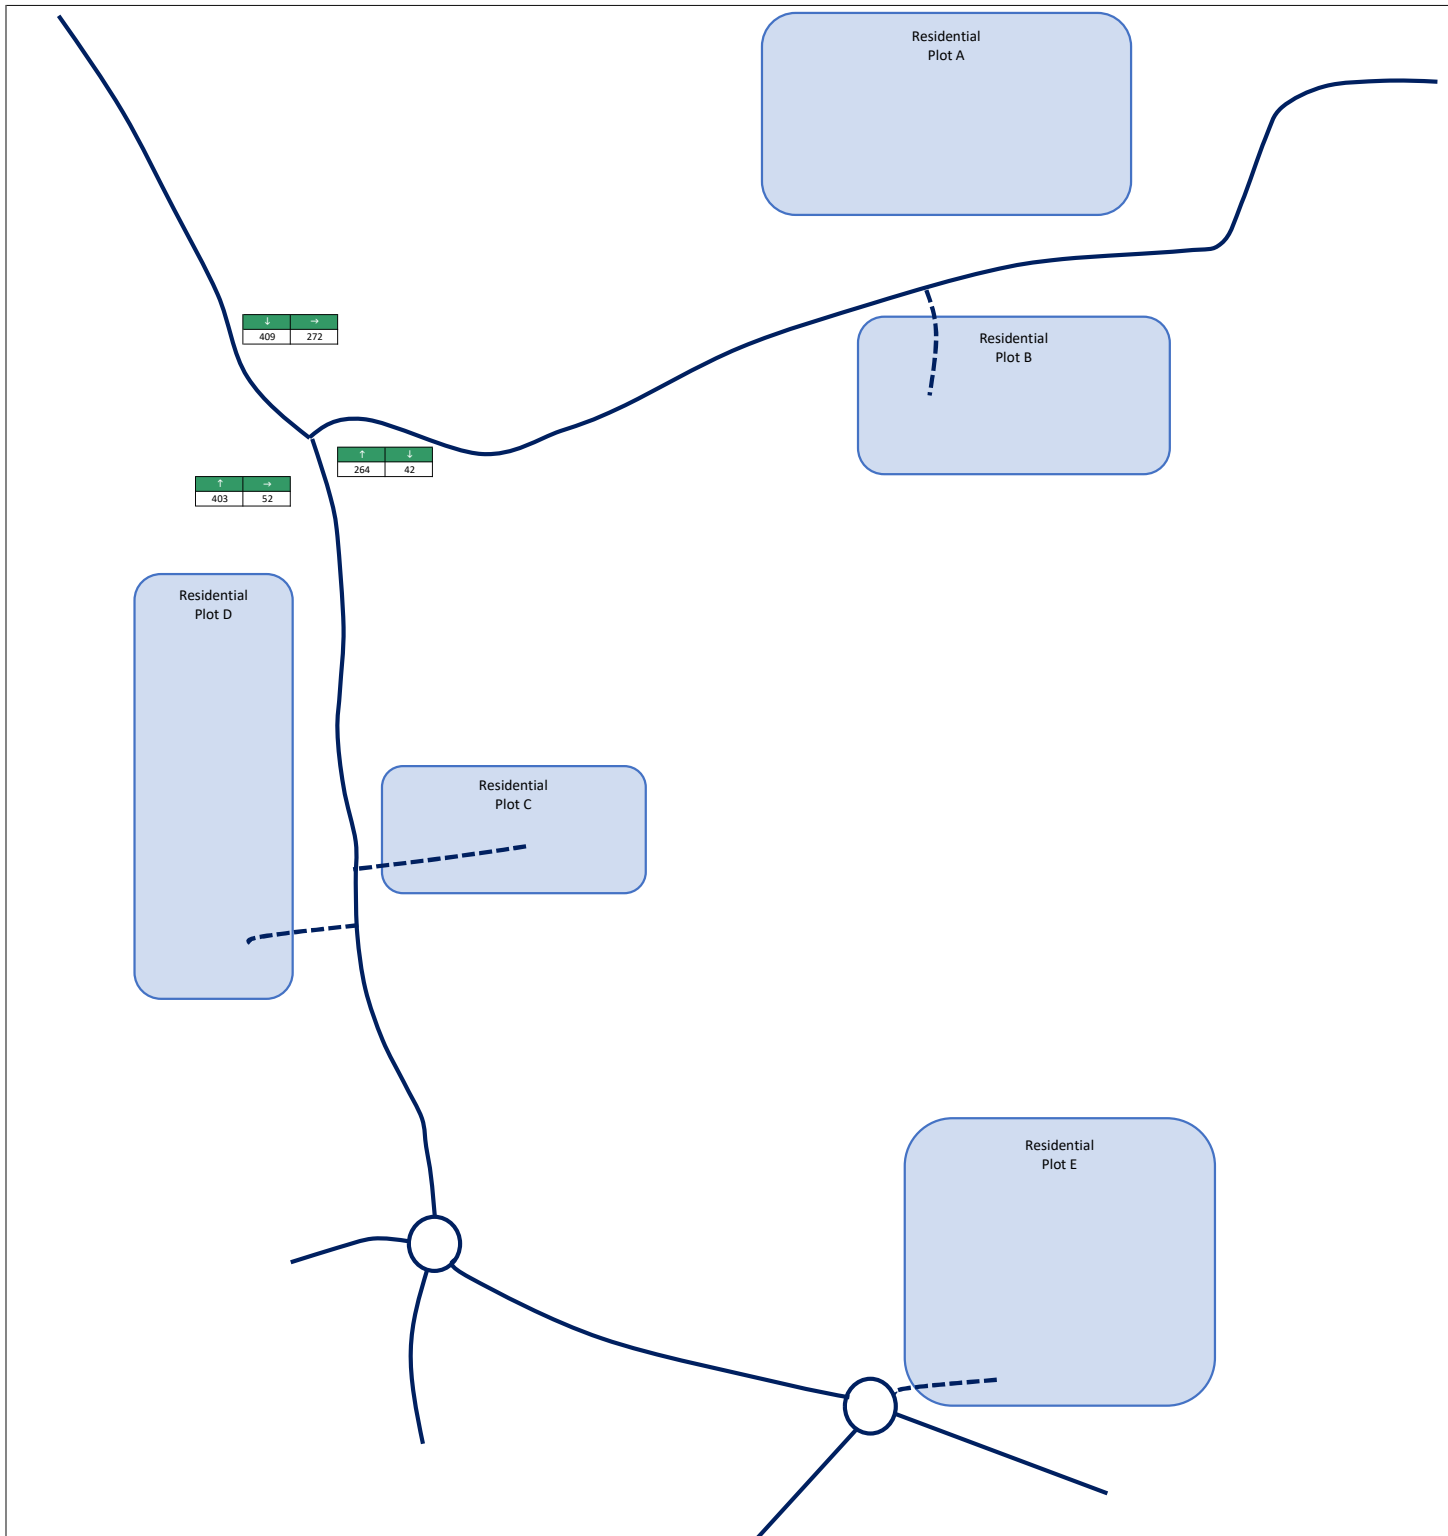 Residential
Plot A
↓ →
409 272
Residential
Plot B
↑ ↓
264 42
↑ →
403 52
Residential
Plot D
Residential
Plot C
Residential
Plot E